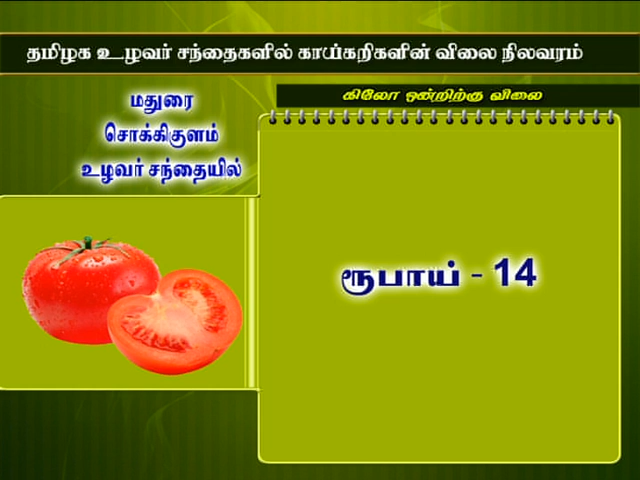 தமிழக உழவர் சந்தைகளில் காய்கறிகளின் விலை நிலவரம்
கிலோ ஒன்றிற்கு விலை
மதுரை
சொக்கிகுளம்
உழவர் சந்தையில்
ரூபாய் - 14